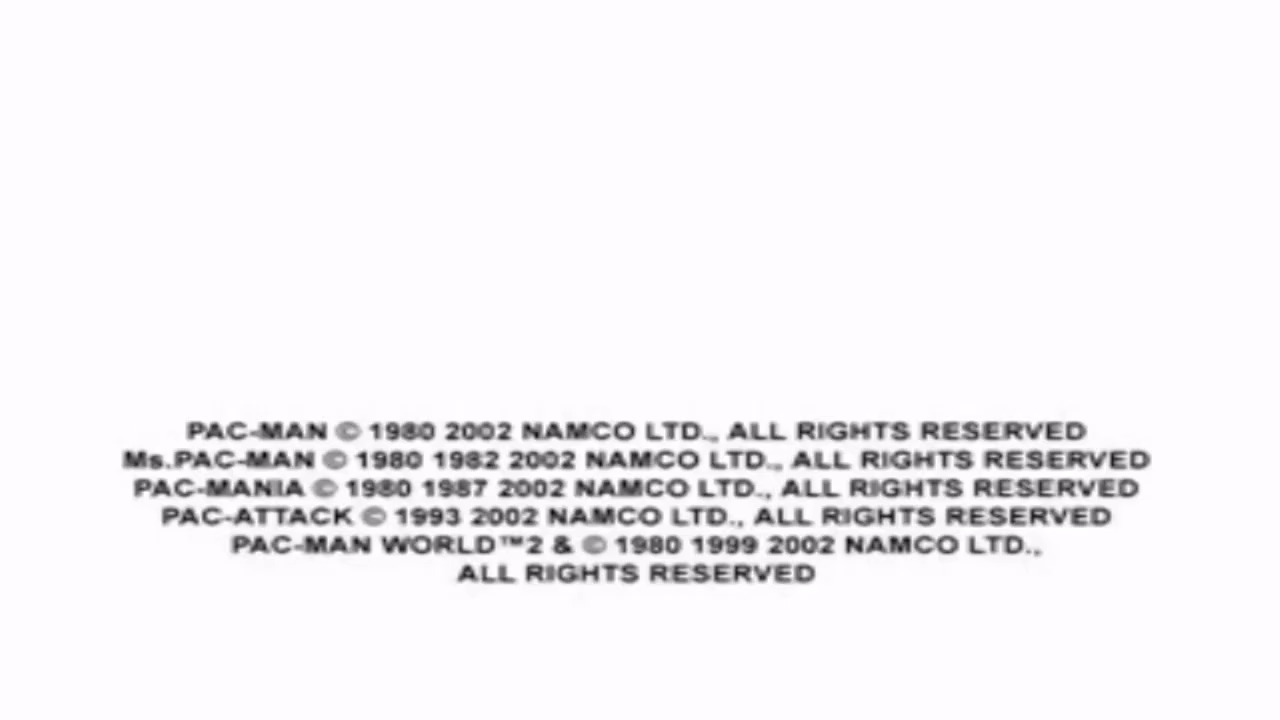 PAC-MAN © 1980 2002 NAMCO LTD., ALL RIGHTS RESERVED
Ms.PAC-MAN © 1980 1982 2002 NAMCO LTD., ALL RIGHTS RESERVED
PAC-MANIA © 1980 1987 2002 NAMCO LTD., ALL RIGHTS RESERVED
PAC-ATTACK © 1993 2002 NAMCO LTD., ALL RIGHTS RESERVED
PAC-MAN WORLD™2 & © 1980 1999 2002 NAMCO LTD.,
ALL RIGHTS RESERVED